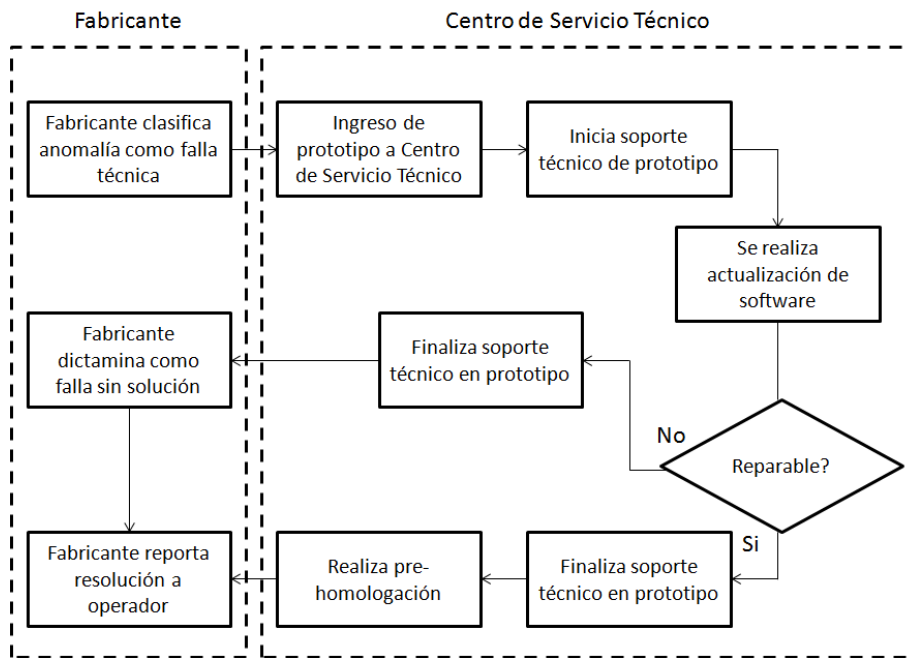 Fabricante
Centro de Servicio Técnico
Fabricante clasifica
anomalía como falla
técnica
Ingreso de
prototipo a Centro
de Servicio Técnico
Inicia soporte
técnico de prototipo
Se realiza
actualización de
software
Fabricante
dictamina como
falla sin solución
Finaliza soporte
técnico en prototipo
No
Reparable?
Si
Fabricante reporta
resolución a
operador
Realiza pre-
homologación
Finaliza soporte
técnico en prototipo